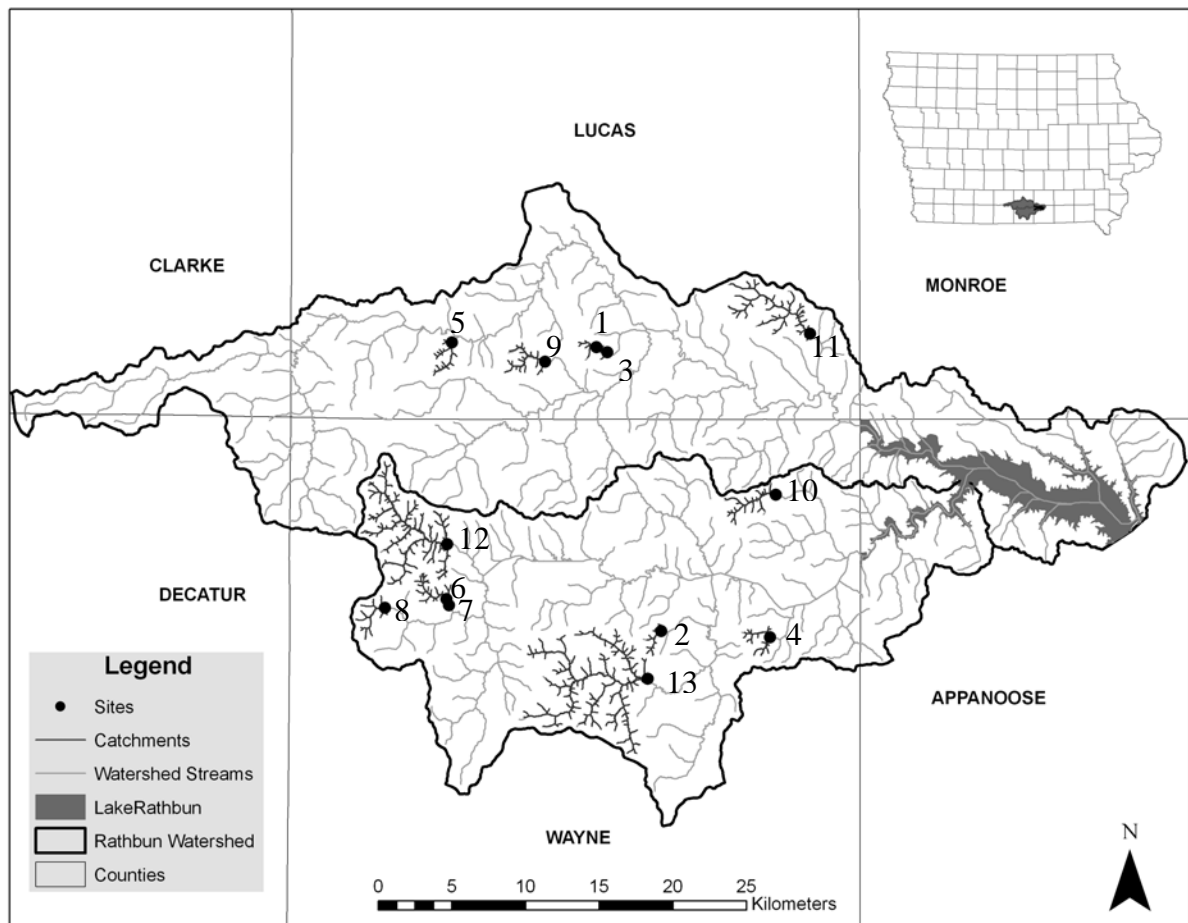 LUCAS
CLARKE
MONROE
5
9
1
3
11
10
12
6
7
8
2
4
13
DECATUR
APPANOOSE
WAYNE
Legend
Sites
Catchments
Watershed Streams
LakeRathbun
Rathbun Watershed
Counties
0 5 10 15 20 25
Kilometers
N